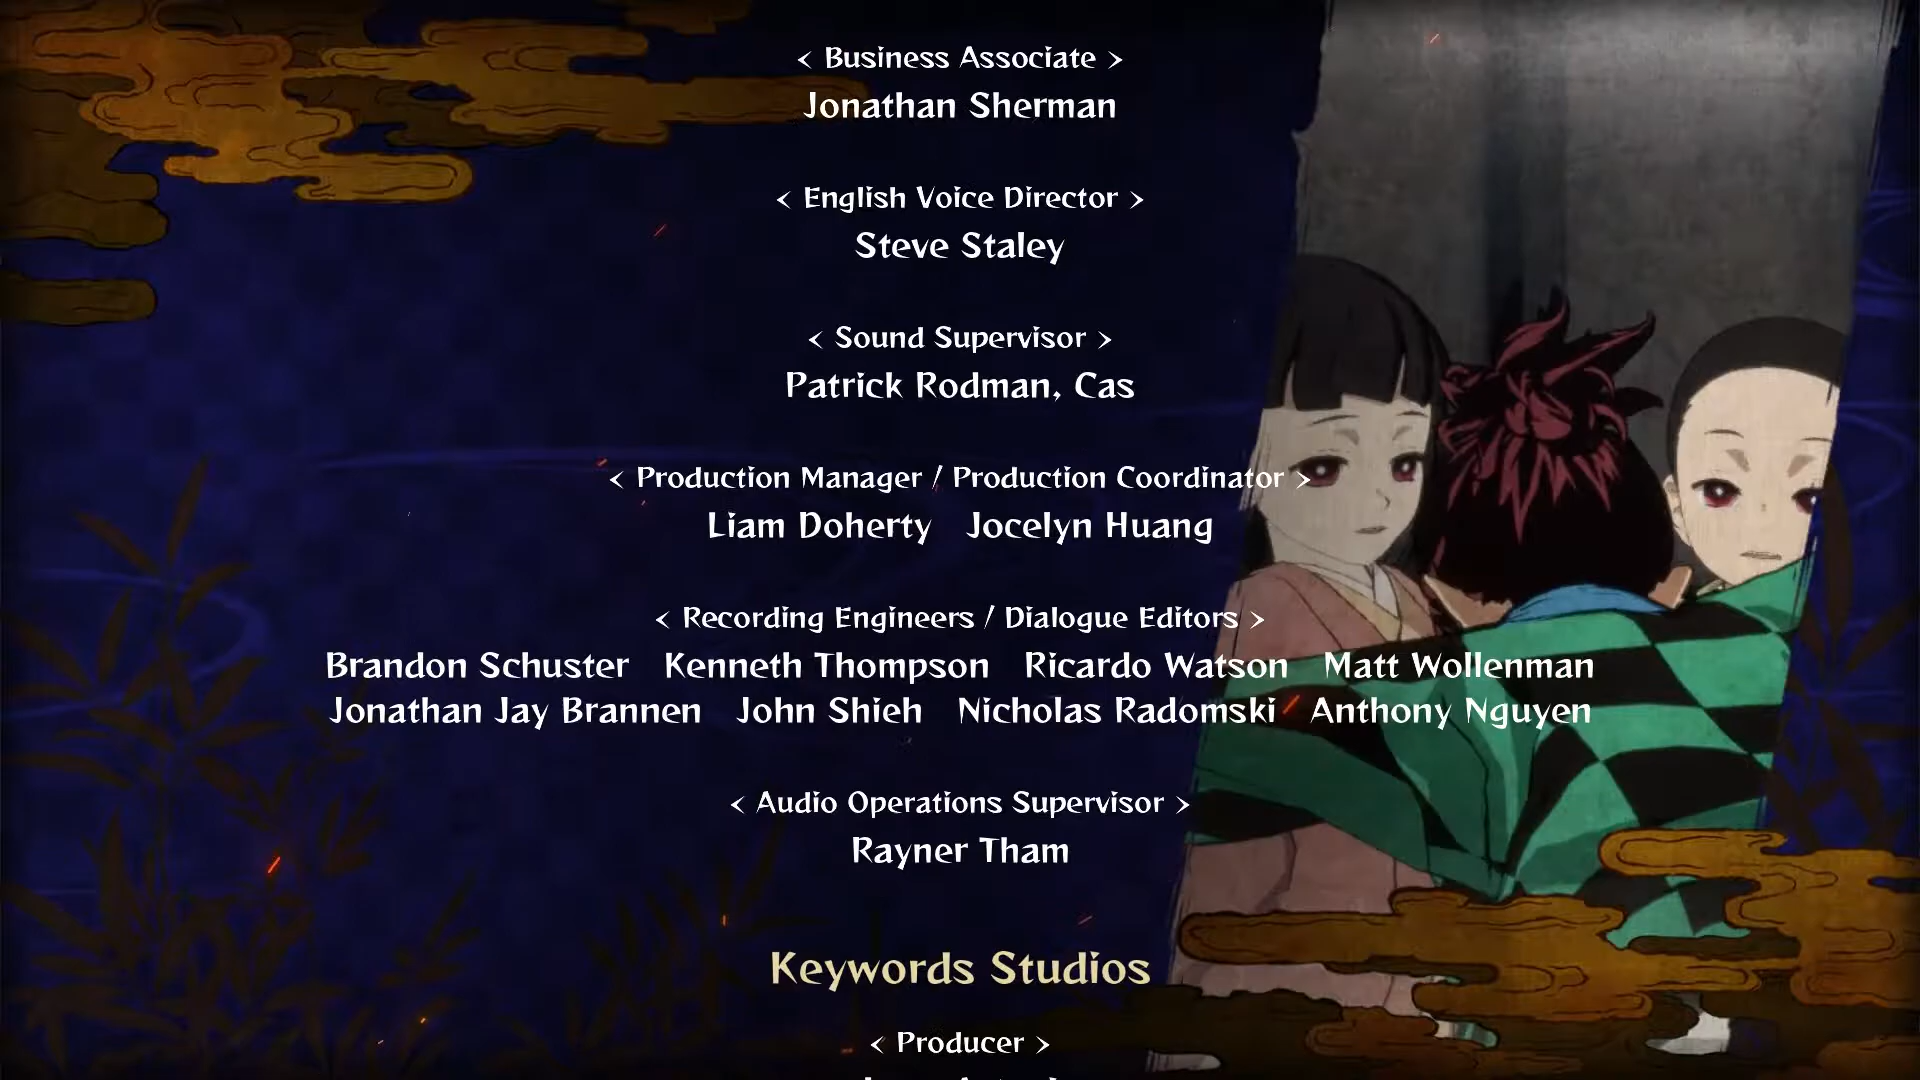 < Business Associate >
Jonathan Sherman
< English Voice Director >
Steve Staley
< Sound Supervisor >
Patrick Rodman, Cas
< Production Manager / Production Coordinator >
Liam Doherty Jocelyn Huang
< Recording Engineers / Dialogue Editors >
Brandon Schuster Kenneth Thompson Ricardo Watson Matt Wollenman
Jonathan Jay Brannen John Shieh Nicholas Radomski Anthony Nguyen
< Audio Operations Supervisor >
Rayner Tham
Keywords Studios
< Producer >